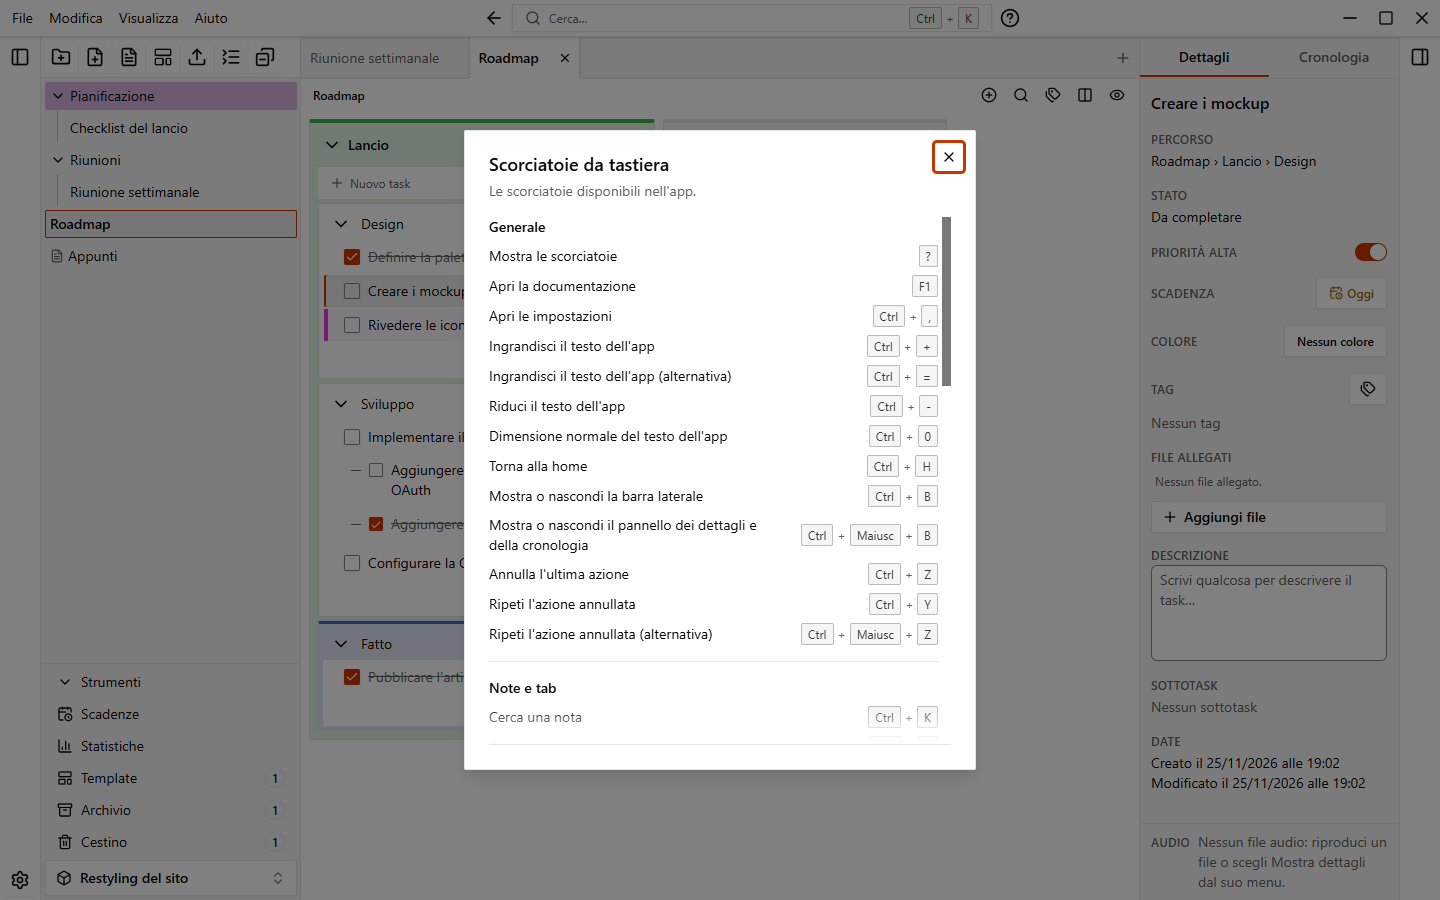 File Modifica Visualizza Aiuto
Cerca... Ctrl + K
Riunione settimanale
Roadmap
Dettagli
Cronologia
Pianificazione
Checklist del lancio
Riunioni
Riunione settimanale
Roadmap
Appunti
Strumenti
Scadenze
Statistiche
Template 1
Archivio 1
Cestino 1
Restyling del sito
Roadmap
Lancio
Nuovo task
Design
Definire la
Creare i
Rivedere le
Sviluppo
Implementare
Aggiungere
OAuth
Aggiungere
Configurare la
Fatto
Pubblicare
Scorciatoie da tastiera
Le scorciatoie disponibili nell'app.
Generale
Mostra le scorciatoie ?
Apri la documentazione F1
Apri le impostazioni Ctrl + ,
Ingrandisci il testo dell'app Ctrl + +
Ingrandisci il testo dell'app (alternativa) Ctrl + =
Riduci il testo dell'app Ctrl + -
Dimensione normale del testo dell'app Ctrl + 0
Torna alla home Ctrl + H
Mostra o nascondi la barra laterale Ctrl + B
Mostra o nascondi il pannello dei dettagli e
della cronologia Ctrl + Maiusc + B
Annulla l'ultima azione Ctrl + Z
Ripeti l'azione annullata Ctrl + Y
Ripeti l'azione annullata (alternativa) Ctrl + Maiusc + Z
Note e tab
Cerca una nota Ctrl + K
Creare i mockup
PERCORSO
Roadmap › Lancio › Design
STATO
Da completare
PRIORITÀ ALTA
SCADENZA Oggi
COLORE Nessun colore
TAG
Nessun tag
FILE ALLEGATI
Nessun file allegato.
Aggiungi file
DESCRIZIONE
Scrivi qualcosa per descrivere il
task...
SOTTOTASK
Nessun sottotask
DATE
Creato il 25/11/2026 alle 19:02
Modificato il 25/11/2026 alle 19:02
AUDIO Nessun file audio: riproduci un
file o scegli Mostra dettagli
dal suo menu.